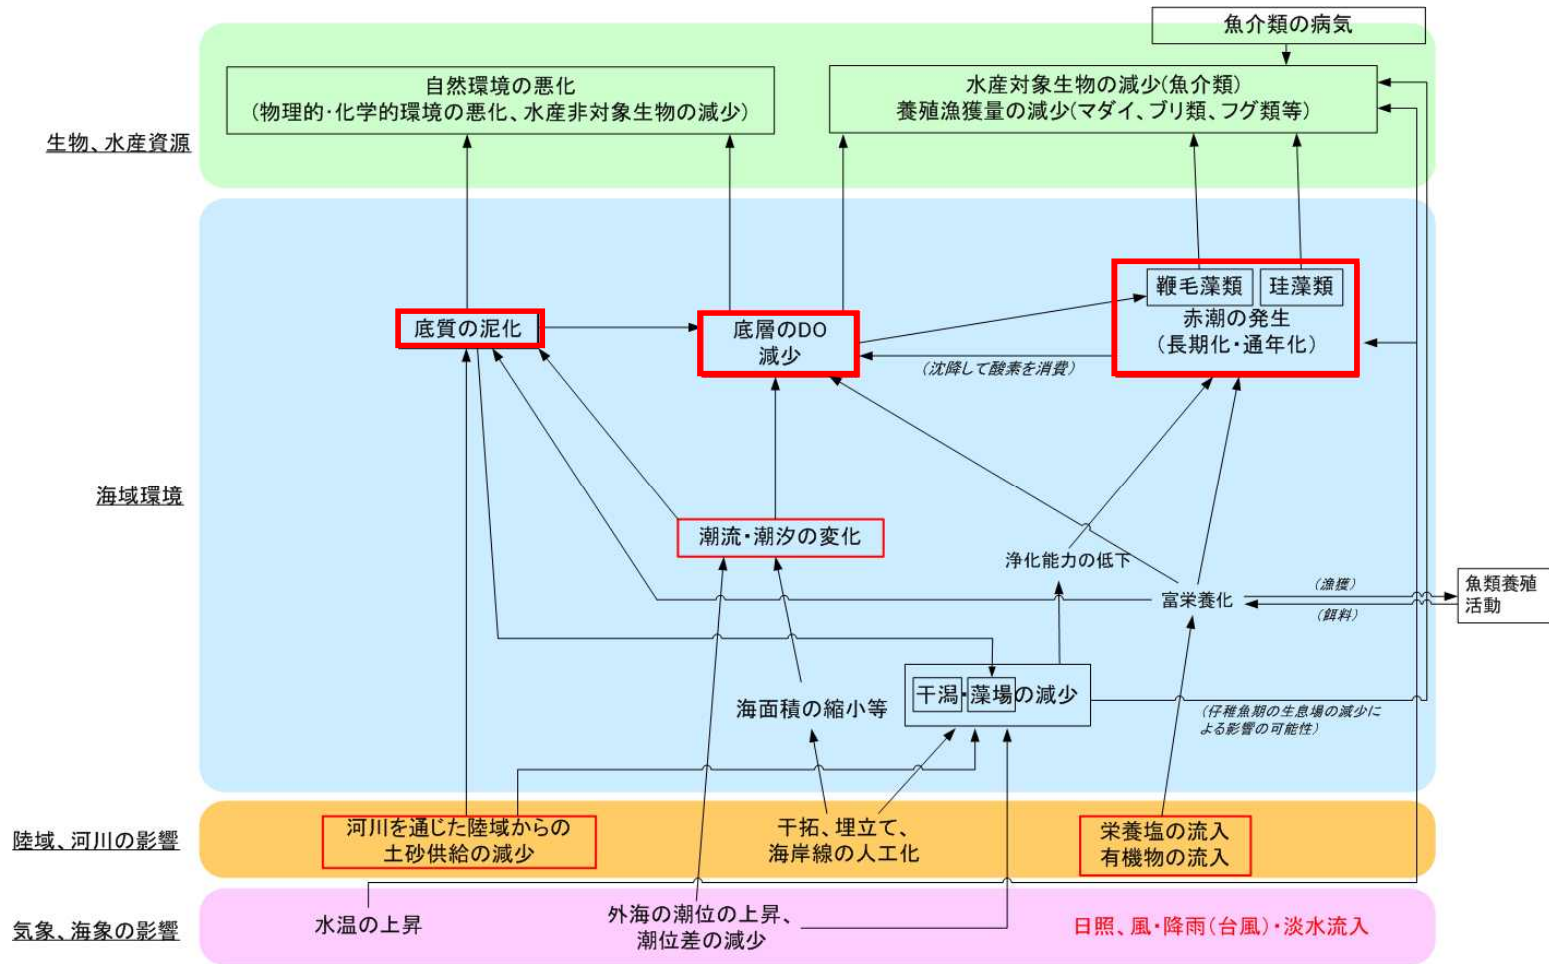 魚介類の病気
自然環境の悪化
(物理的・化学的環境の悪化、水産非対象生物の減少)
水産対象生物の減少(魚介類)
養殖漁獲量の減少(マダイ、ブリ類、フグ類等)
生物、水産資源
鞭毛藻類
珪藻類
赤潮の発生
(長期化・通年化)
底質の泥化
底層のDO
減少
(沈降して酸素を消費)
海域環境
潮流・潮汐の変化
浄化能力の低下
富栄養化
(漁獲)
(餌料)
魚類養殖
活動
干潟・藻場の減少
海面積の縮小等
(仔稚魚期の生息場の減少に
よる影響の可能性)
陸域、河川の影響
河川を通じた陸域からの
土砂供給の減少
干拓、埋立て、
海岸線の人工化
栄養塩の流入
有機物の流入
気象、海象の影響
水温の上昇
外海の潮位の上昇、
潮位差の減少
日照、風・降雨(台風)・淡水流入